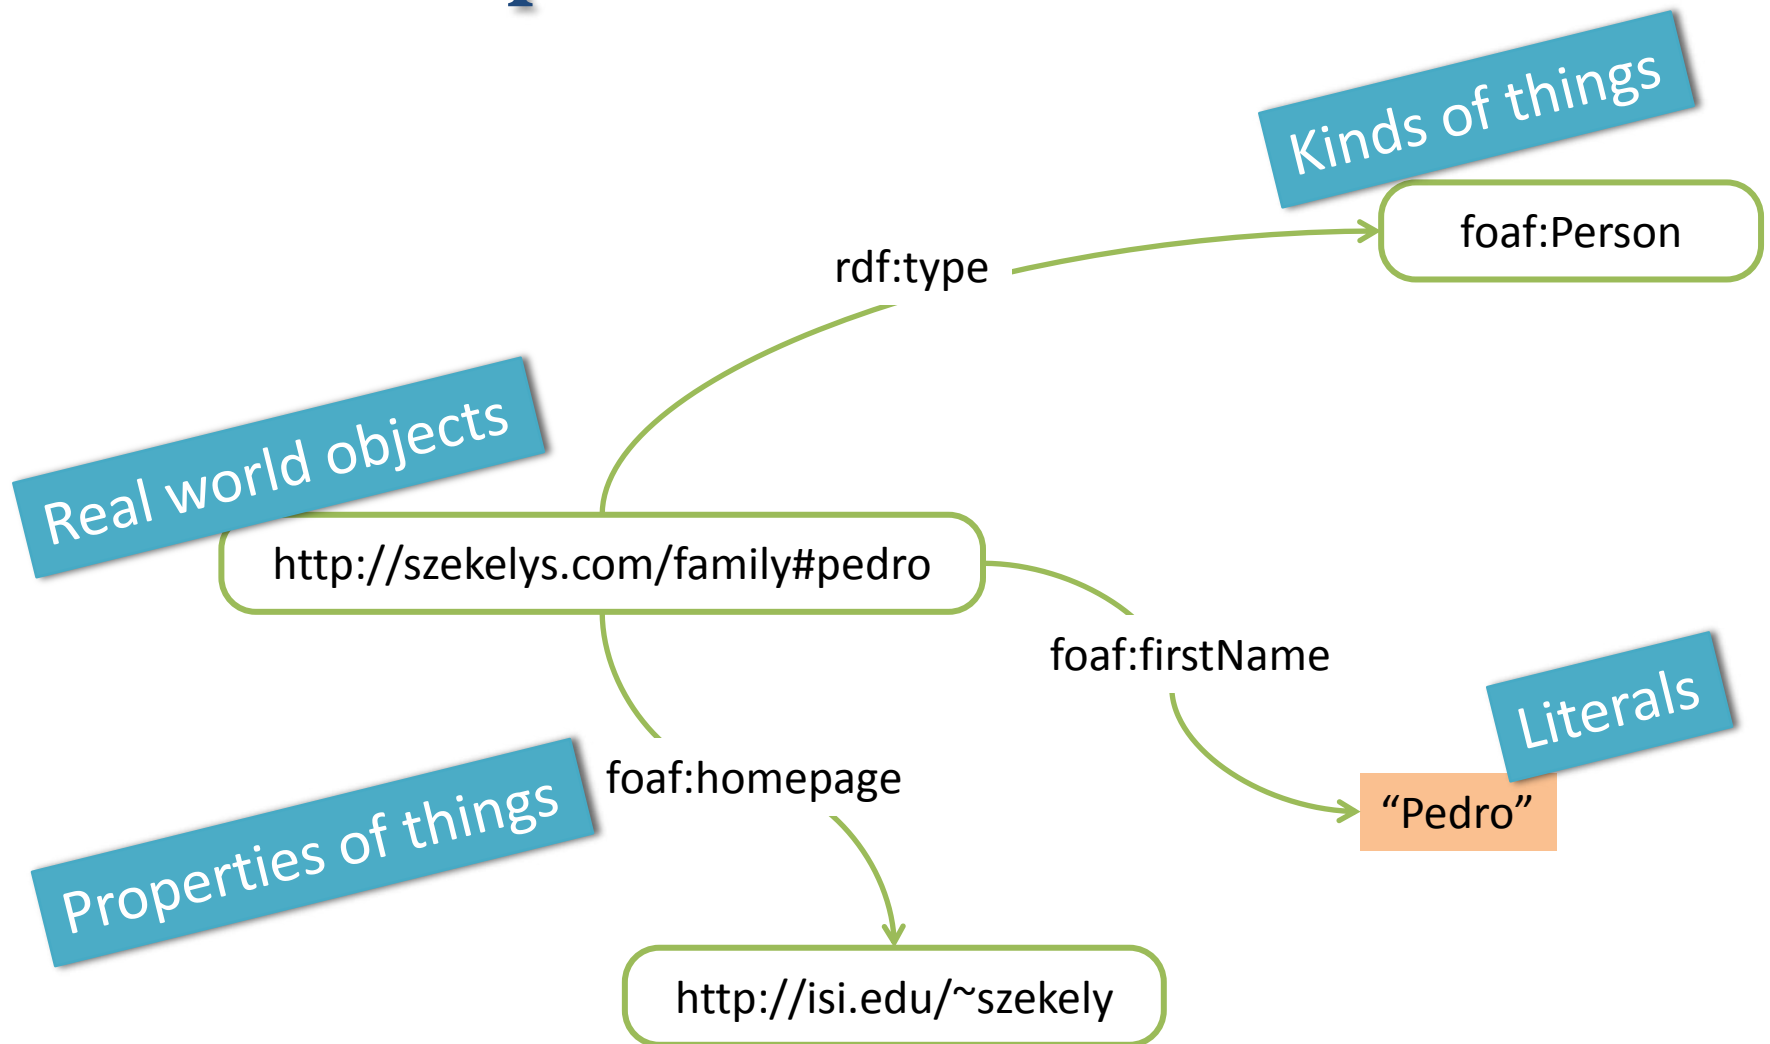 Kinds of things
foaf:Person
rdf:type
Real world objects
http://szekelys.com/family#pedro
foaf:firstName
Literals
foaf:homepage
“Pedro”
Properties of things
http://isi.edu/~szekely